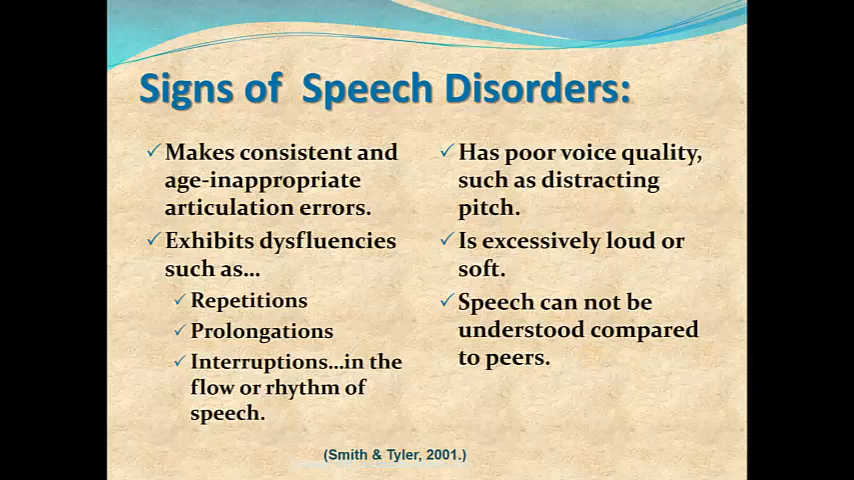 Signs of Speech Disorders:
Makes consistent and
age-inappropriate
articulation errors.
Exhibits dysfluencies
such as...
Repetitions
Prolongations
Interruptions...in the
flow or rhythm of
speech.
Has poor voice quality,
such as distracting
pitch.
Is excessively loud or
soft.
Speech can not be
understood compared
to peers.
(Smith & Tyler, 2001.)